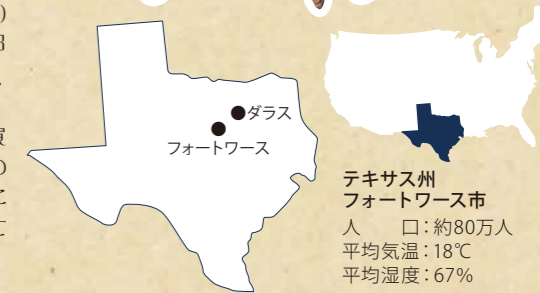 ダラス
フォートワース
テキサス州
フォートワース市
人　　口：約80万人
平均気温：18℃
平均湿度：67%